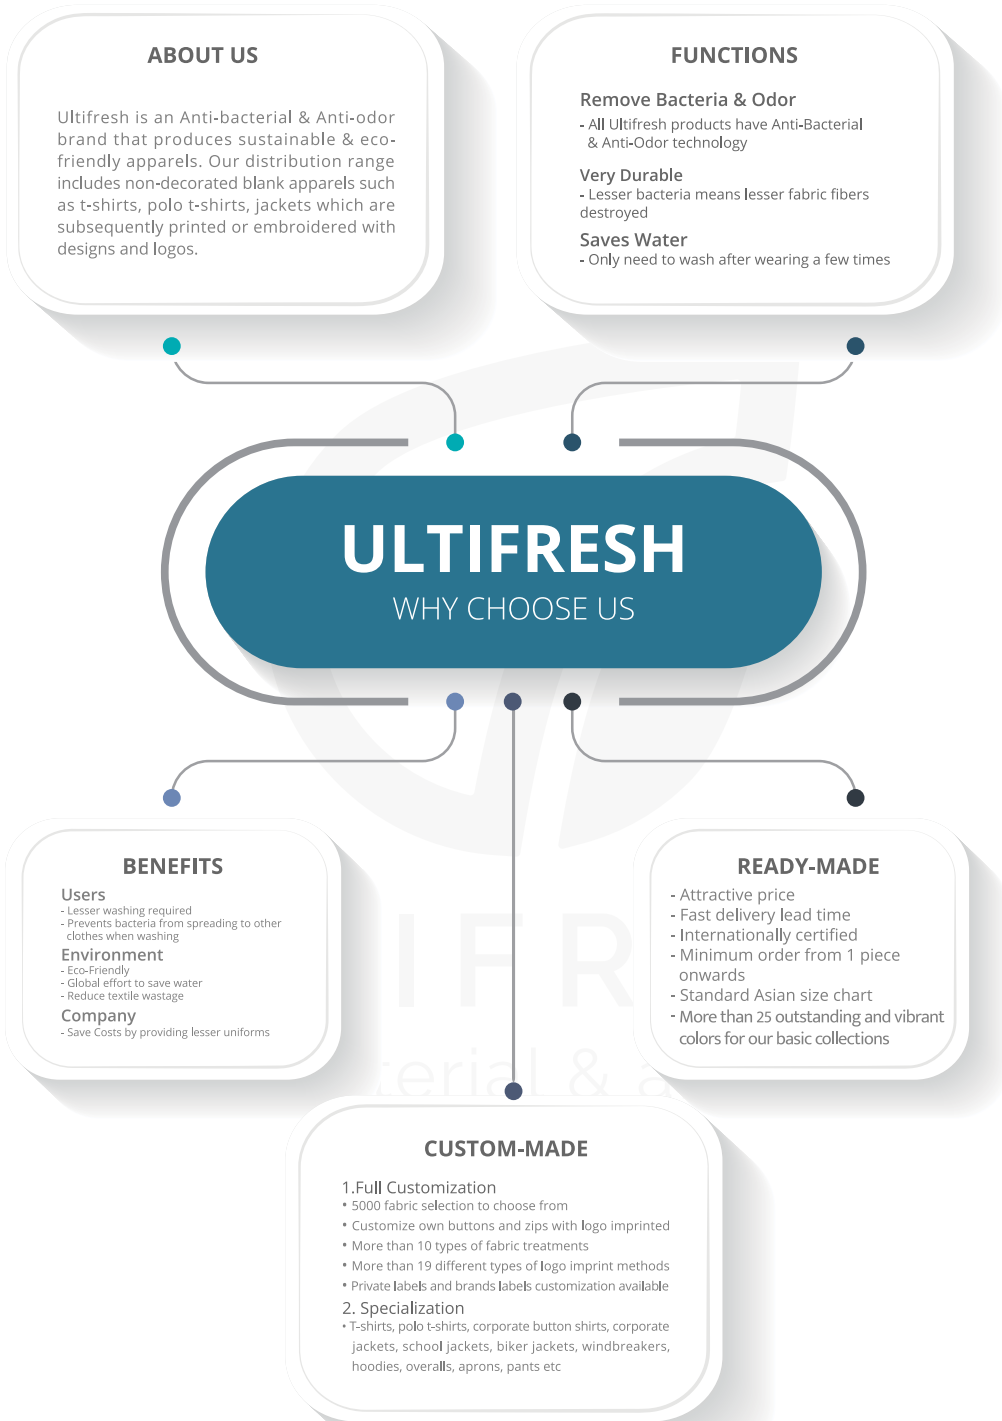 ABOUT US
Ultifresh is an Anti-bacterial & Anti-odor
brand that produces sustainable & eco-
friendly apparels. Our distribution range
includes non-decorated blank apparels such
as t-shirts, polo t-shirts, jackets which are
subsequently printed or embroidered with
designs and logos.
FUNCTIONS
Remove Bacteria & Odor
- All Ultifresh products have Anti-Bacterial
& Anti-Odor technology
Very Durable
- Lesser bacteria means lesser fabric fibers
destroyed
Saves Water
- Only need to wash after wearing a few times
ULTIFRESH
WHY CHOOSE US
BENEFITS
Users
- Lesser washing required
- Prevents bacteria from spreading to other
clothes when washing
Environment
- Eco-Friendly
- Global effort to save water
- Reduce textile wastage
Company
- Save Costs by providing lesser uniforms
READY-MADE
- Attractive price
- Fast delivery lead time
- Internationally certified
- Minimum order from 1 piece
onwards
- Standard Asian size chart
- More than 25 outstanding and vibrant
colors for our basic collections
IFR
terial & a
CUSTOM-MADE
1.Full Customization
• 5000 fabric selection to choose from
• Customize own buttons and zips with logo imprinted
• More than 10 types of fabric treatments
• More than 19 different types of logo imprint methods
• Private labels and brands labels customization available
2. Specialization
• T-shirts, polo t-shirts, corporate button shirts, corporate
jackets, school jackets, biker jackets, windbreakers,
hoodies, overalls, aprons, pants etc